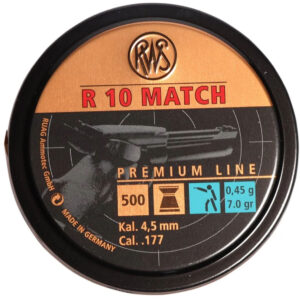 RWS
R 10 MATCH
PREMIUM LINE
500
0,45 g
7.0 gr
Kal. 4,5 mm
Cal. .177
RUAG Ammotec GmbH
MADE IN GERMANY